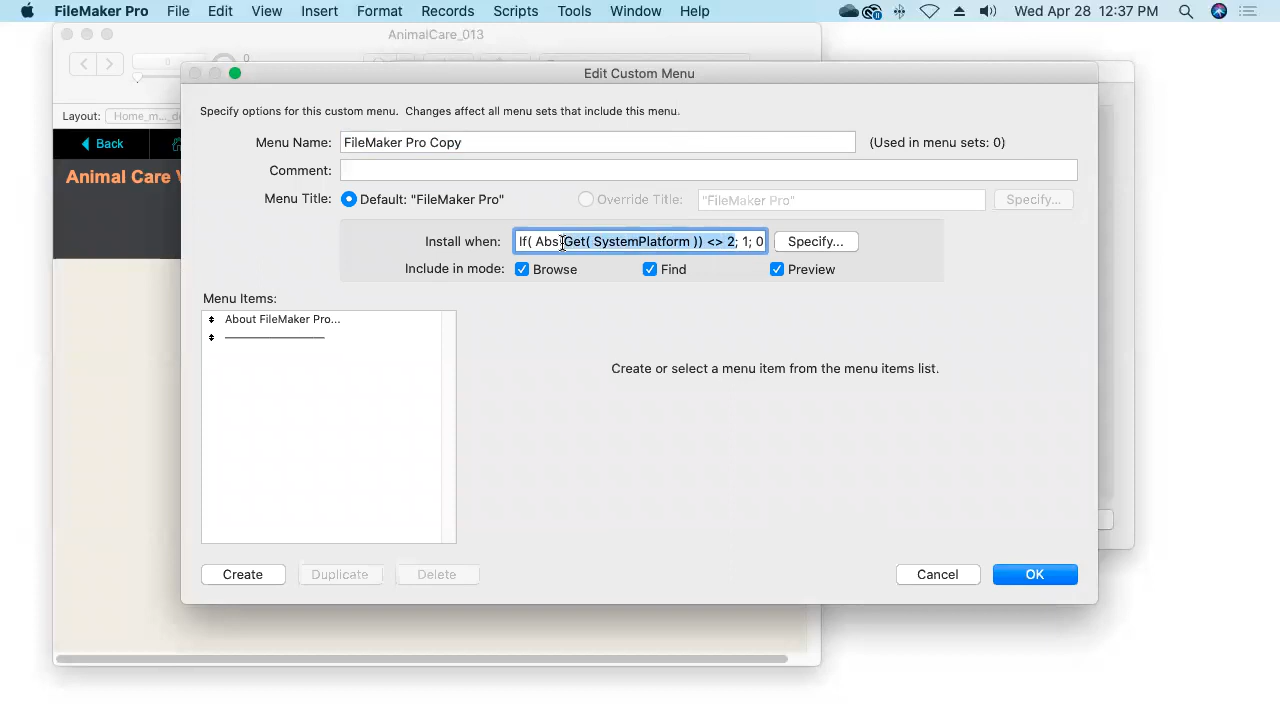 FileMaker Pro File Edit View Insert Format Records Scripts Tools Window Help Wed Apr 28 12:37 PM
AnimalCare_013
0
0
Edit Custom Menu
Layout:
Back
Animal Care
Specify options for this custom menu. Changes affect all menu sets that include this menu.
Menu Name: FileMaker Pro Copy (Used in menu sets: 0)
Comment:
Menu Title: Default: "FileMaker Pro" Override Title: "FileMaker Pro" Specify...
Install when: If( Abs( Get( SystemPlatform )) <> 2; 1; 0 Specify...
Include in mode: Browse Find Preview
Menu Items:
About FileMaker Pro...
Create or select a menu item from the menu items list.
Create Duplicate Delete Cancel OK